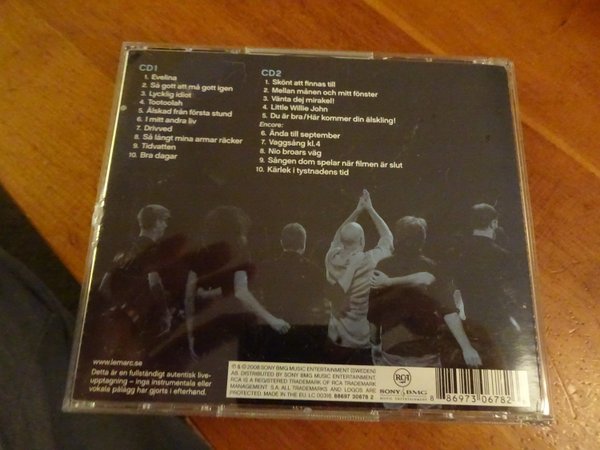 CD1
1. Evelina
2. Så gott att må gott igen
3. Lycklig idiot
4. Tootoolah
5. Älskad från första stund
6. I mitt andra liv
7. Drivved
8. Så långt mina armar räcker
9. Tidvatten
10. Bra dagar
CD2
1. Skönt att finnas till
2. Mellan månen och mitt fönster
3. Vänta dej mirakel!
4. Little Willie John
5. Du är bra/Här kommer din älskling!
Encore:
6. Ända till september
7. Vaggsång kl.4
8. Nio broars väg
9. Sången dom spelar när filmen är slut
10. Kärlek i tystnadens tid
www.lemarc.se
Detta är en fullständigt autentisk live-
upptagning – inga instrumentala eller
vokala pålägg har gjorts i efterhand.
℗ & © 2008 SONY BMG MUSIC ENTERTAINMENT (SWEDEN)
AB. DISTRIBUTED BY SONY BMG MUSIC ENTERTAINMENT.
RCA IS A REGISTERED TRADEMARK OF RCA TRADEMARK
MANAGEMENT S.A. ALL TRADEMARKS AND LOGOS ARE
PROTECTED. MADE IN THE EU. LC 00316. 88697 30678 2
RCA
SONY BMG
MUSIC ENTERTAINMENT
8 86973 06782